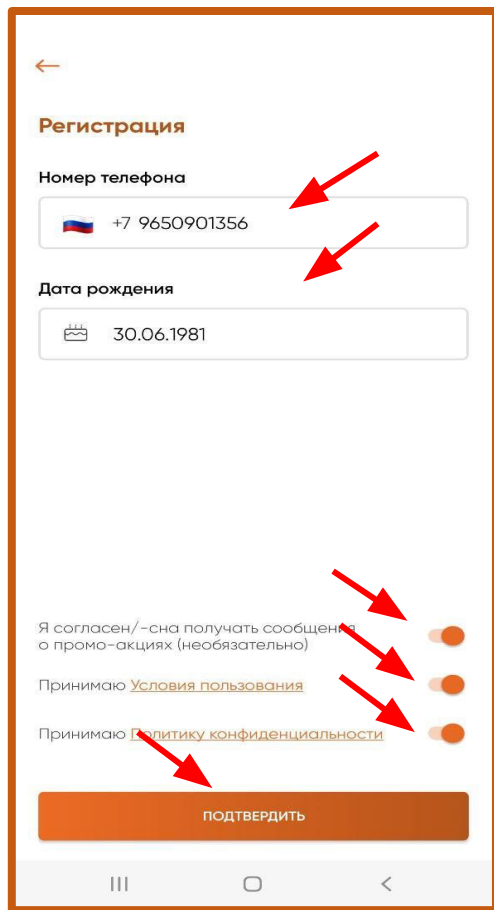 Регистрация
Номер телефона
+7 9650901356
Дата рождения
30.06.1981
Я согласен/-сна получать сообщения
о промо-акциях (необязательно)
Принимаю Условия пользования
Принимаю Политику конфиденциальности
ПОДТВЕРДИТЬ